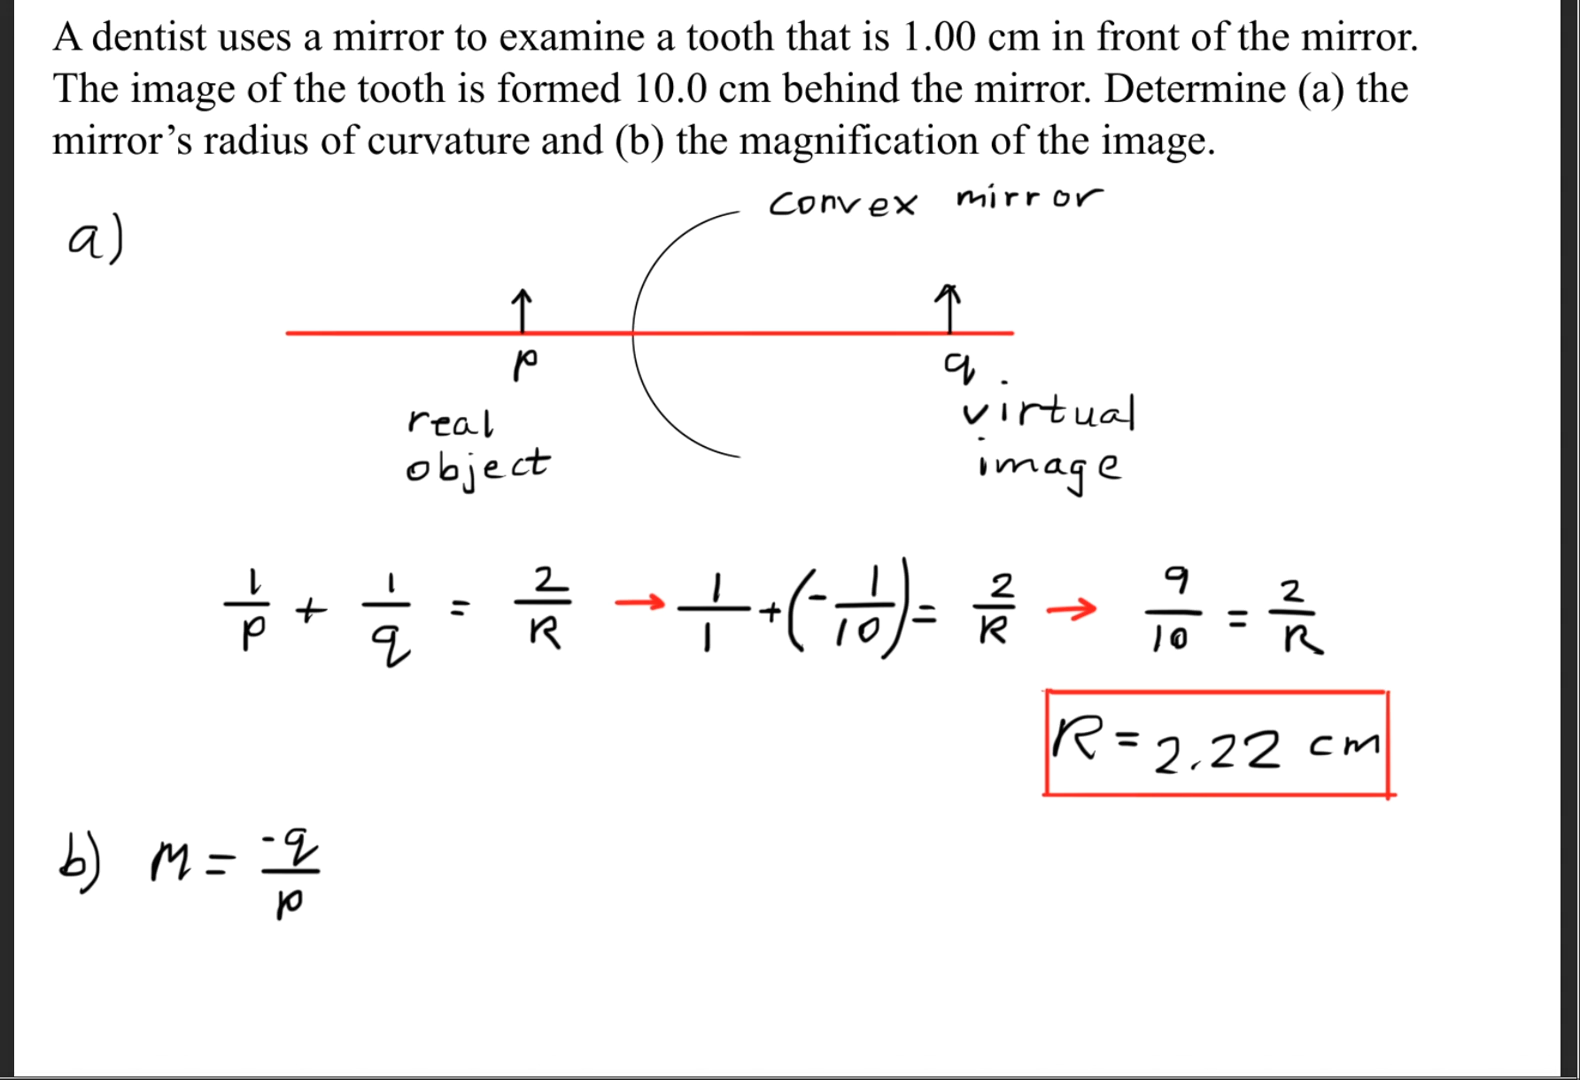 A dentist uses a mirror to examine a tooth that is 1.00 cm in front of the mirror.
The image of the tooth is formed 10.0 cm behind the mirror. Determine (a) the
mirror’s radius of curvature and (b) the magnification of the image.
convex mirror
a)
p
q
real
object
virtual
image
1/p + 1/q = 2/R → 1/1 + (-1/10) = 2/R → 9/10 = 2/R
R = 2.22 cm
b) M = -q/p